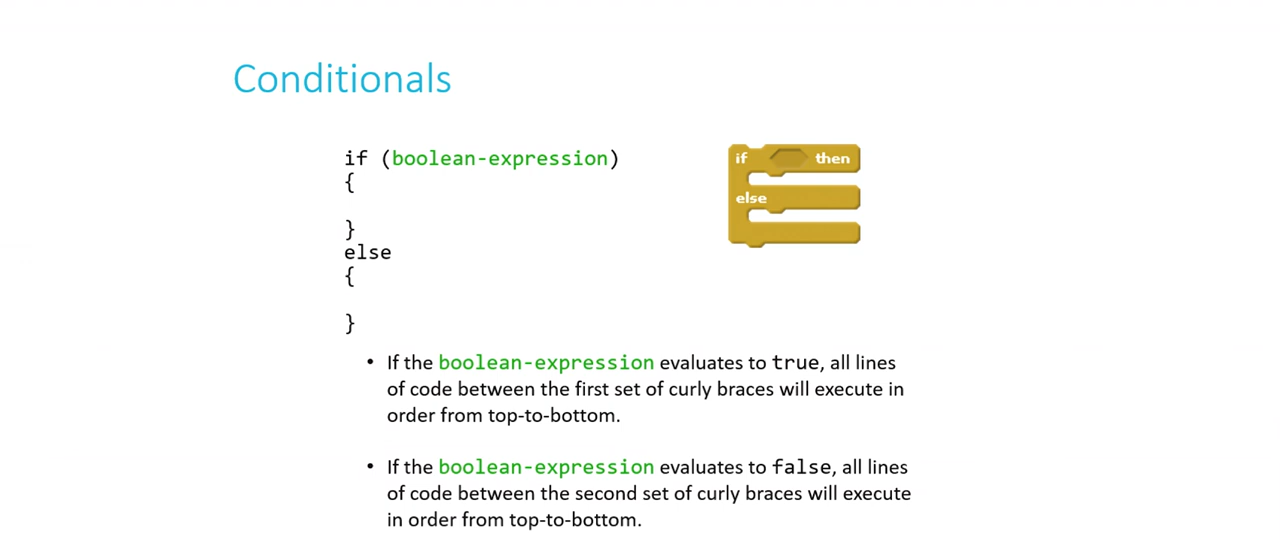 Conditionals
if (boolean-expression)
{
}
else
{
}
if then
else
• If the boolean-expression evaluates to true, all lines
of code between the first set of curly braces will execute in
order from top-to-bottom.
• If the boolean-expression evaluates to false, all lines
of code between the second set of curly braces will execute
in order from top-to-bottom.